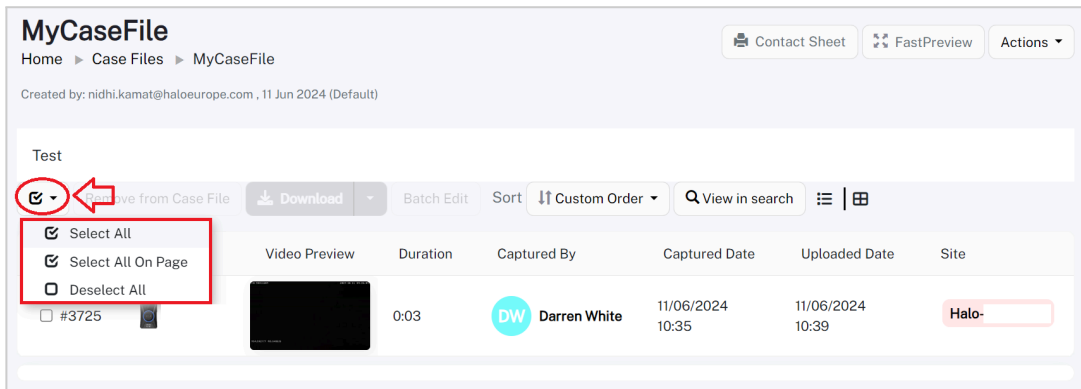 MyCaseFile
Contact Sheet FastPreview Actions
Home Case Files MyCaseFile
Created by: nidhi.kamat@haloeurope.com , 11 Jun 2024 (Default)
Test
Remove from Case File Download Batch Edit Sort Custom Order View in search
Select All
Select All On Page
Deselect All
Video Preview Duration Captured By Captured Date Uploaded Date Site
#3725 0:03 DW Darren White 11/06/2024 11/06/2024 Halo-
10:35 10:39